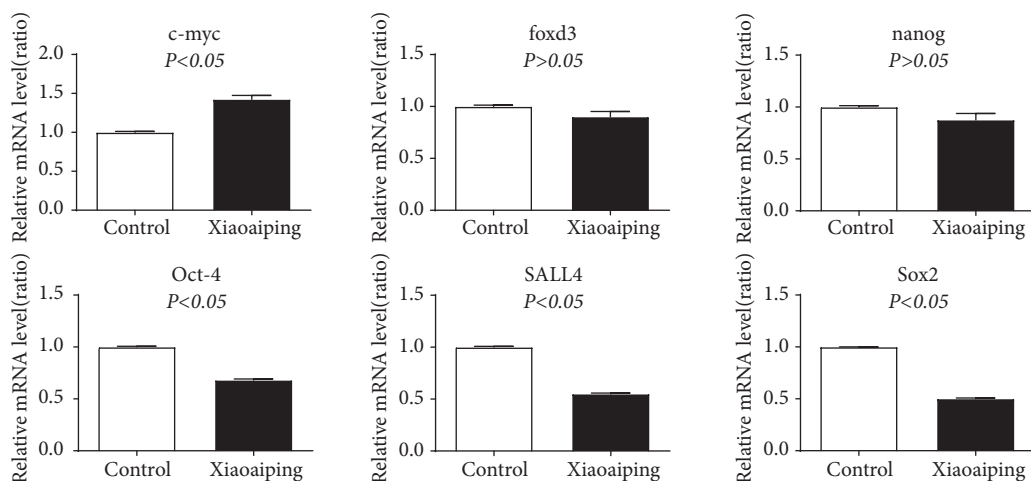 c-myc
P<0.05
Relative mRNA level(ratio)
2.0
1.5
1.0
0.5
0.0
Control Xiaoaiping
foxd3
P>0.05
Relative mRNA level(ratio)
1.5
1.0
0.5
0.0
Control Xiaoaiping
nanog
P>0.05
Relative mRNA level(ratio)
1.5
1.0
0.5
0.0
Control Xiaoaiping
Oct-4
P<0.05
Relative mRNA level(ratio)
1.5
1.0
0.5
0.0
Control Xiaoaiping
SALL4
P<0.05
Relative mRNA level(ratio)
1.5
1.0
0.5
0.0
Control Xiaoaiping
Sox2
P<0.05
Relative mRNA level(ratio)
1.5
1.0
0.5
0.0
Control Xiaoaiping